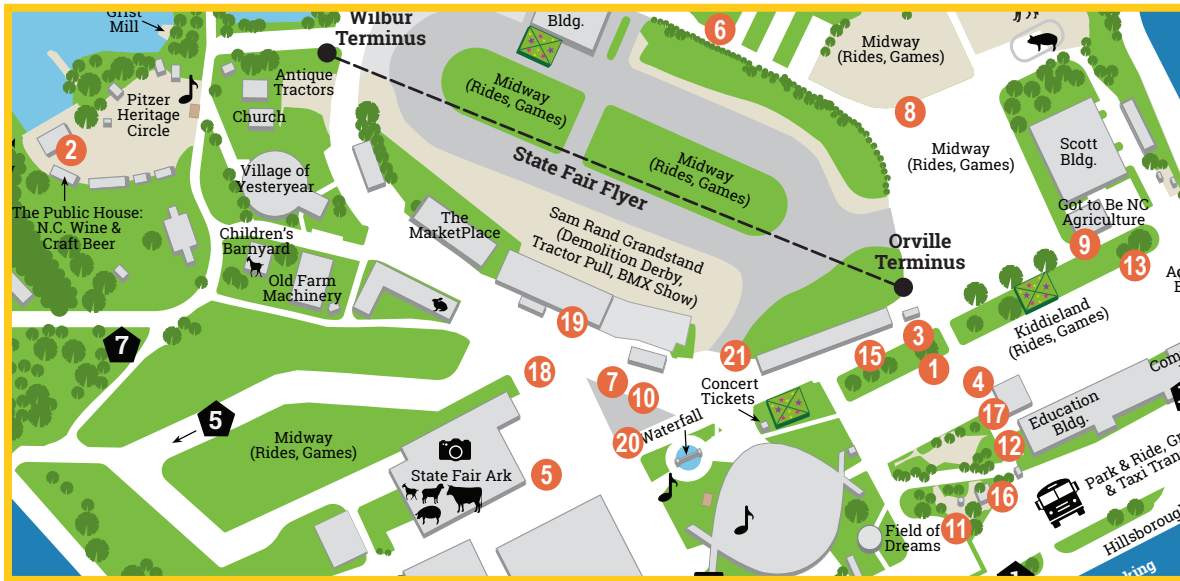 Grist
Mill
Wilbur
Terminus
Bldg.
6
Midway
(Rides, Games)
Antique
Tractors
Pitzer
Heritage
Circle
Church
2
Midway
(Rides, Games)
8
Midway
(Rides, Games)
Scott
Bldg.
State Fair Flyer
Midway
(Rides, Games)
Village of
Yesteryear
The Public House:
N.C. Wine &
Craft Beer
The
MarketPlace
Sam Rand Grandstand
(Demolition Derby,
Tractor Pull, BMX Show)
Got to Be NC
Agriculture
9
13
Children's
Barnyard
Old Farm
Machinery
Orville
Terminus
Kiddieland
(Rides, Games)
19
7
3
1
15
21
18
7
10
Concert
Tickets
4
17
Education
Bldg.
5
Midway
(Rides, Games)
20
Waterfall
12
State Fair Ark
5
16
11
Park & Ride,
& Taxi
Field of
Dreams